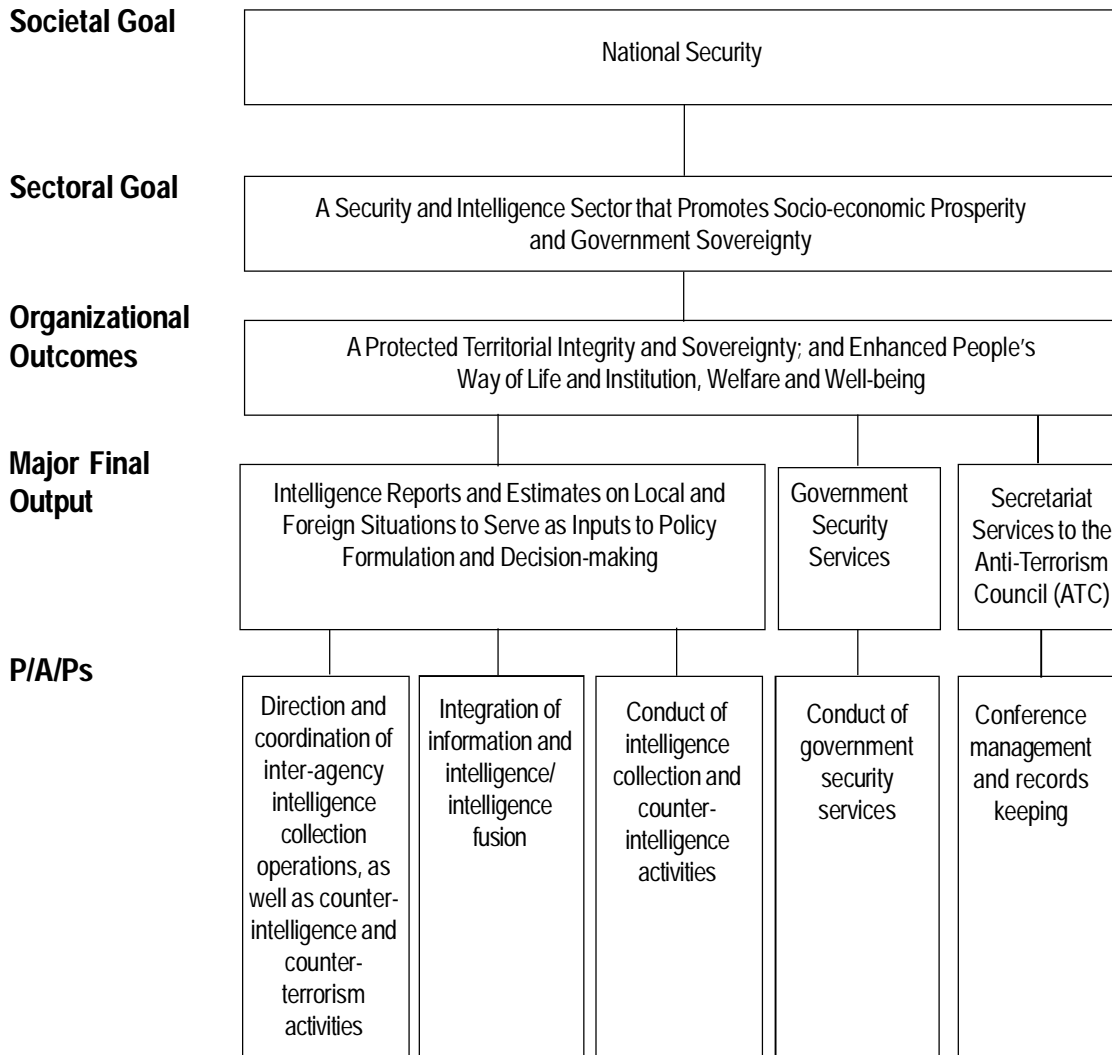 Societal Goal
National Security
Sectoral Goal
A Security and Intelligence Sector that Promotes Socio-economic Prosperity
and Government Sovereignty
Organizational
Outcomes
A Protected Territorial Integrity and Sovereignty; and Enhanced People's
Way of Life and Institution, Welfare and Well-being
Major Final
Output
Intelligence Reports and Estimates on Local and
Foreign Situations to Serve as Inputs to Policy
Formulation and Decision-making
Government
Security
Services
Secretariat
Services to the
Anti-Terrorism
Council (ATC)
P/A/Ps
Direction and
coordination of
inter-agency
intelligence
collection
operations, as
well as counter-
intelligence and
counter-
terrorism
activities
Integration of
information and
intelligence/
intelligence
fusion
Conduct of
intelligence
collection and
counter-
intelligence
activities
Conduct of
government
security
services
Conference
management
and records
keeping